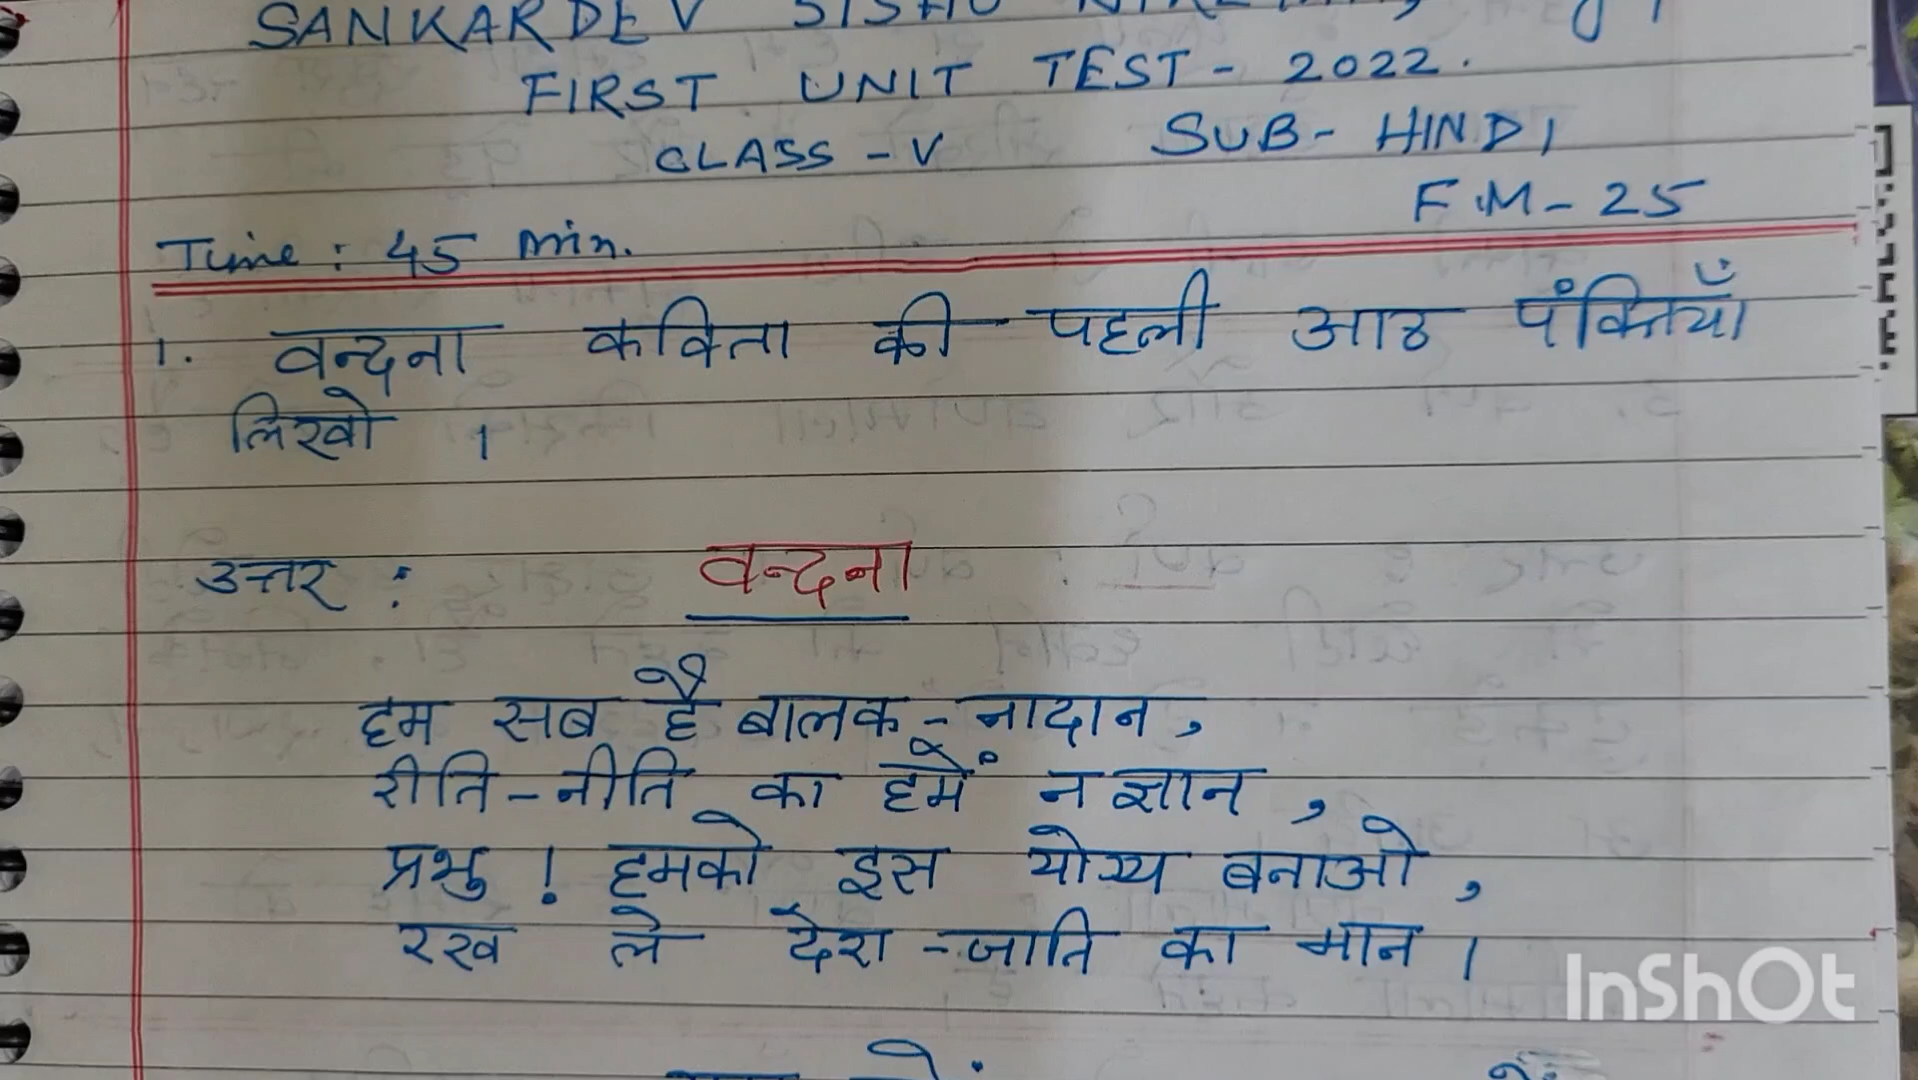 SANKARDEV SISHU
FIRST UNIT TEST - 2022.
CLASS - V SUB - HINDI
F.M - 25
Time : 45 min.
1. वन्दना कविता की पहली आठ पंक्तियाँ
लिखो ।
उत्तर : वन्दना
हम सब है बालक - नादान,
रीति - नीति का हमें न ज्ञान,
प्रभु ! हमको इस योग्य बनाओ,
रख ले देश - जाति का मान ।
InShOt